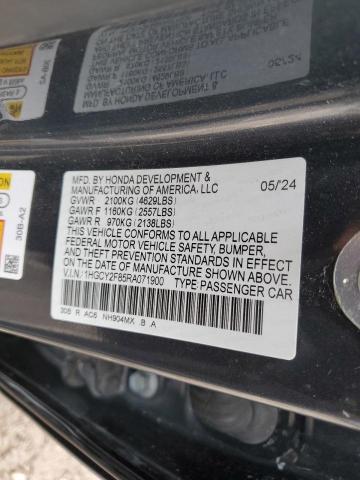 MFD. BY HONDA DEVELOPMENT &
MANUFACTURING OF AMERICA, LLC
05/'24
GVWR 2100KG (4629LBS)
GAWR F 1160KG (2557LBS)
GAWR R 970KG (2138LBS)
THIS VEHICLE CONFORMS TO ALL APPLICABLE
FEDERAL MOTOR VEHICLE SAFETY BUMPER,
AND THEFT PREVENTION STANDARDS IN EFFECT
ON THE DATE OF MANUFACTURE SHOWN ABOVE.
V.I.N.: 1HGCY2F85RA071900 TYPE: PASSENGER CAR
30B R AC6 NH904MX B A
30B-A2